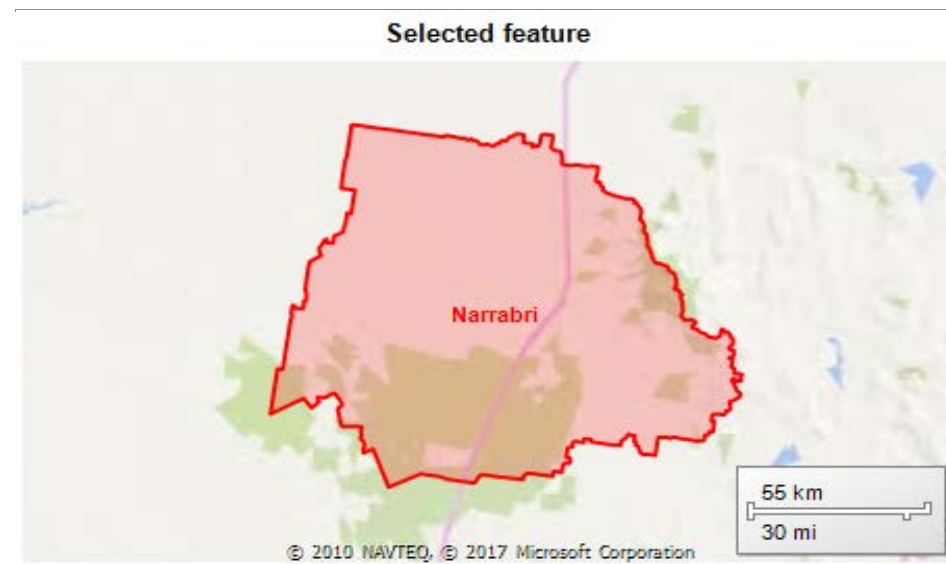 Selected feature
Narrabri
55 km
30 mi
© 2010 NAVTEQ, © 2017 Microsoft Corporation